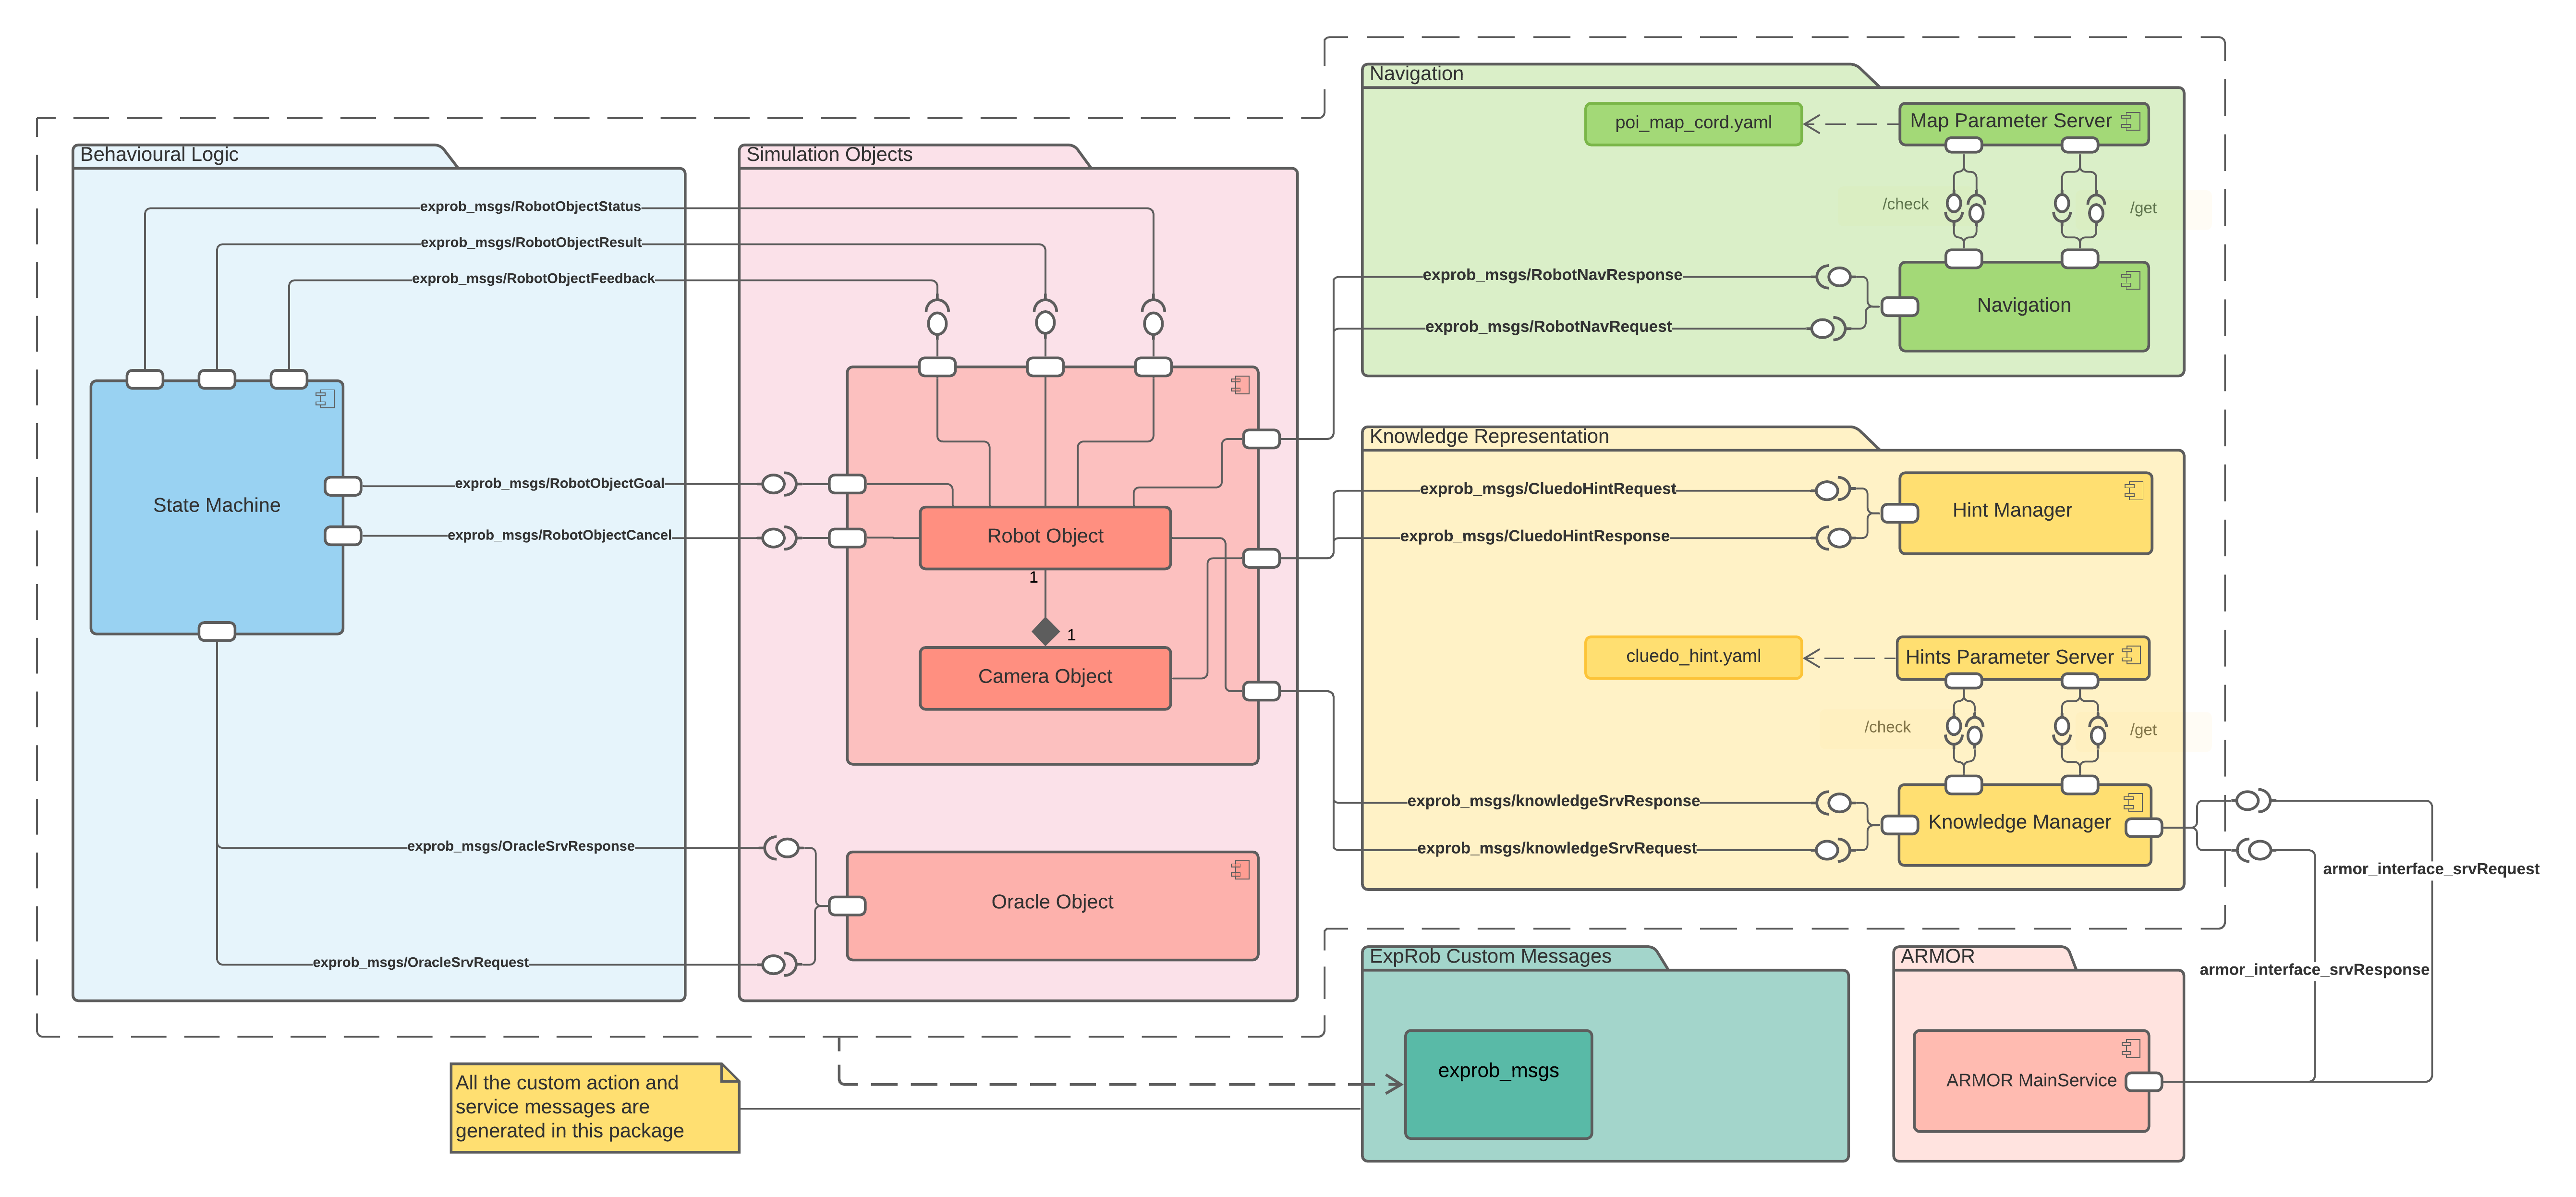 Navigation
poi_map_cord.yaml
Map Parameter Server
/check
/get
exprob_msgs/RobotNavResponse
exprob_msgs/RobotNavRequest
Navigation
Behavioural Logic
Simulation Objects
exprob_msgs/RobotObjectStatus
exprob_msgs/RobotObjectResult
exprob_msgs/RobotObjectFeedback
State Machine
exprob_msgs/RobotObjectGoal
exprob_msgs/RobotObjectCancel
Robot Object
1
1
Camera Object
exprob_msgs/OracleSrvResponse
Oracle Object
exprob_msgs/OracleSrvRequest
Knowledge Representation
exprob_msgs/CluedoHintRequest
Hint Manager
exprob_msgs/CluedoHintResponse
cluedo_hint.yaml
Hints Parameter Server
/check
/get
exprob_msgs/knowledgeSrvResponse
Knowledge Manager
exprob_msgs/knowledgeSrvRequest
armor_interface_srvRequest
armor_interface_srvResponse
ExpRob Custom Messages
exprob_msgs
ARMOR
ARMOR MainService
All the custom action and
service messages are
generated in this package